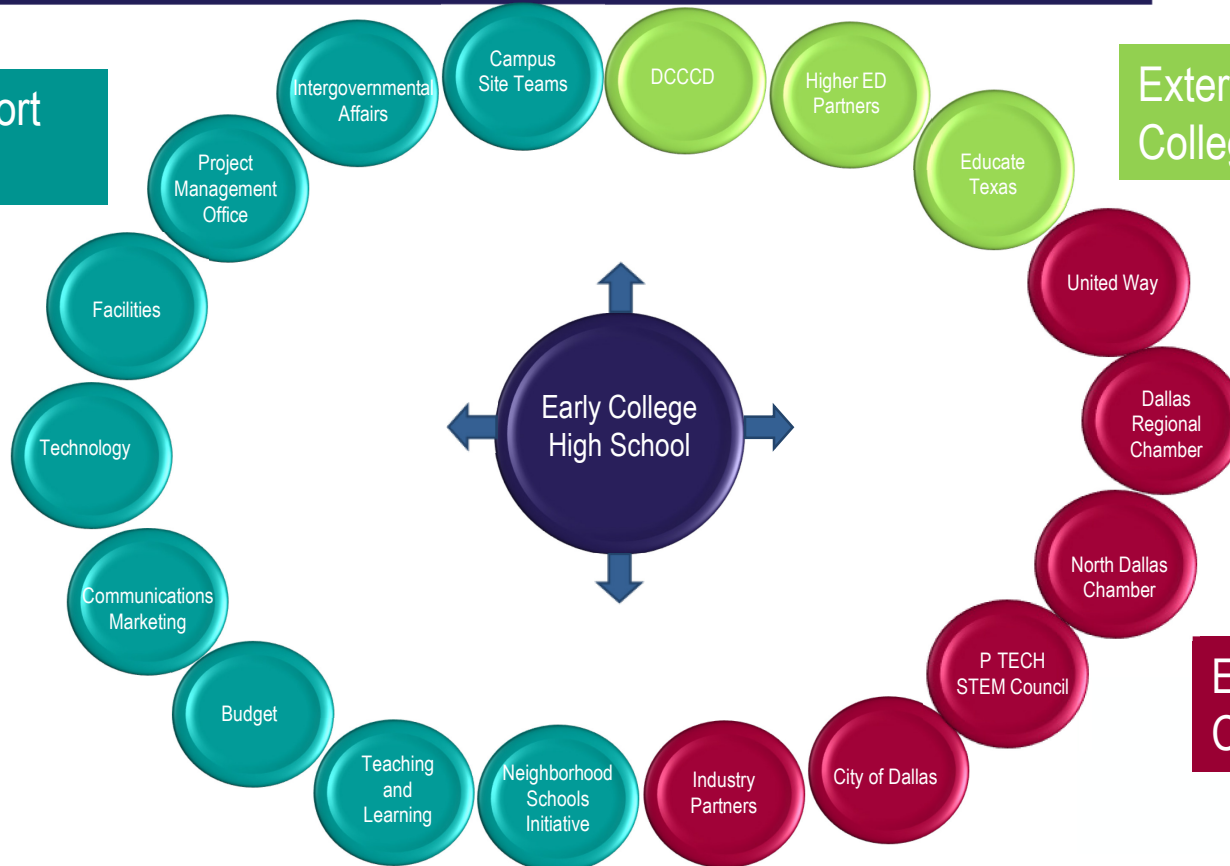 Campus
Site Teams
DCCCD
Higher ED
Partners
Educate
Texas
United Way
Dallas
Regional
Chamber
North Dallas
Chamber
P TECH
STEM Council
City of Dallas
Industry
Partners
Neighborhood
Schools
Initiative
Teaching
and
Learning
Budget
Communications
Marketing
Technology
Facilities
Project
Management
Office
Intergovernmental
Affairs
Early College
High School